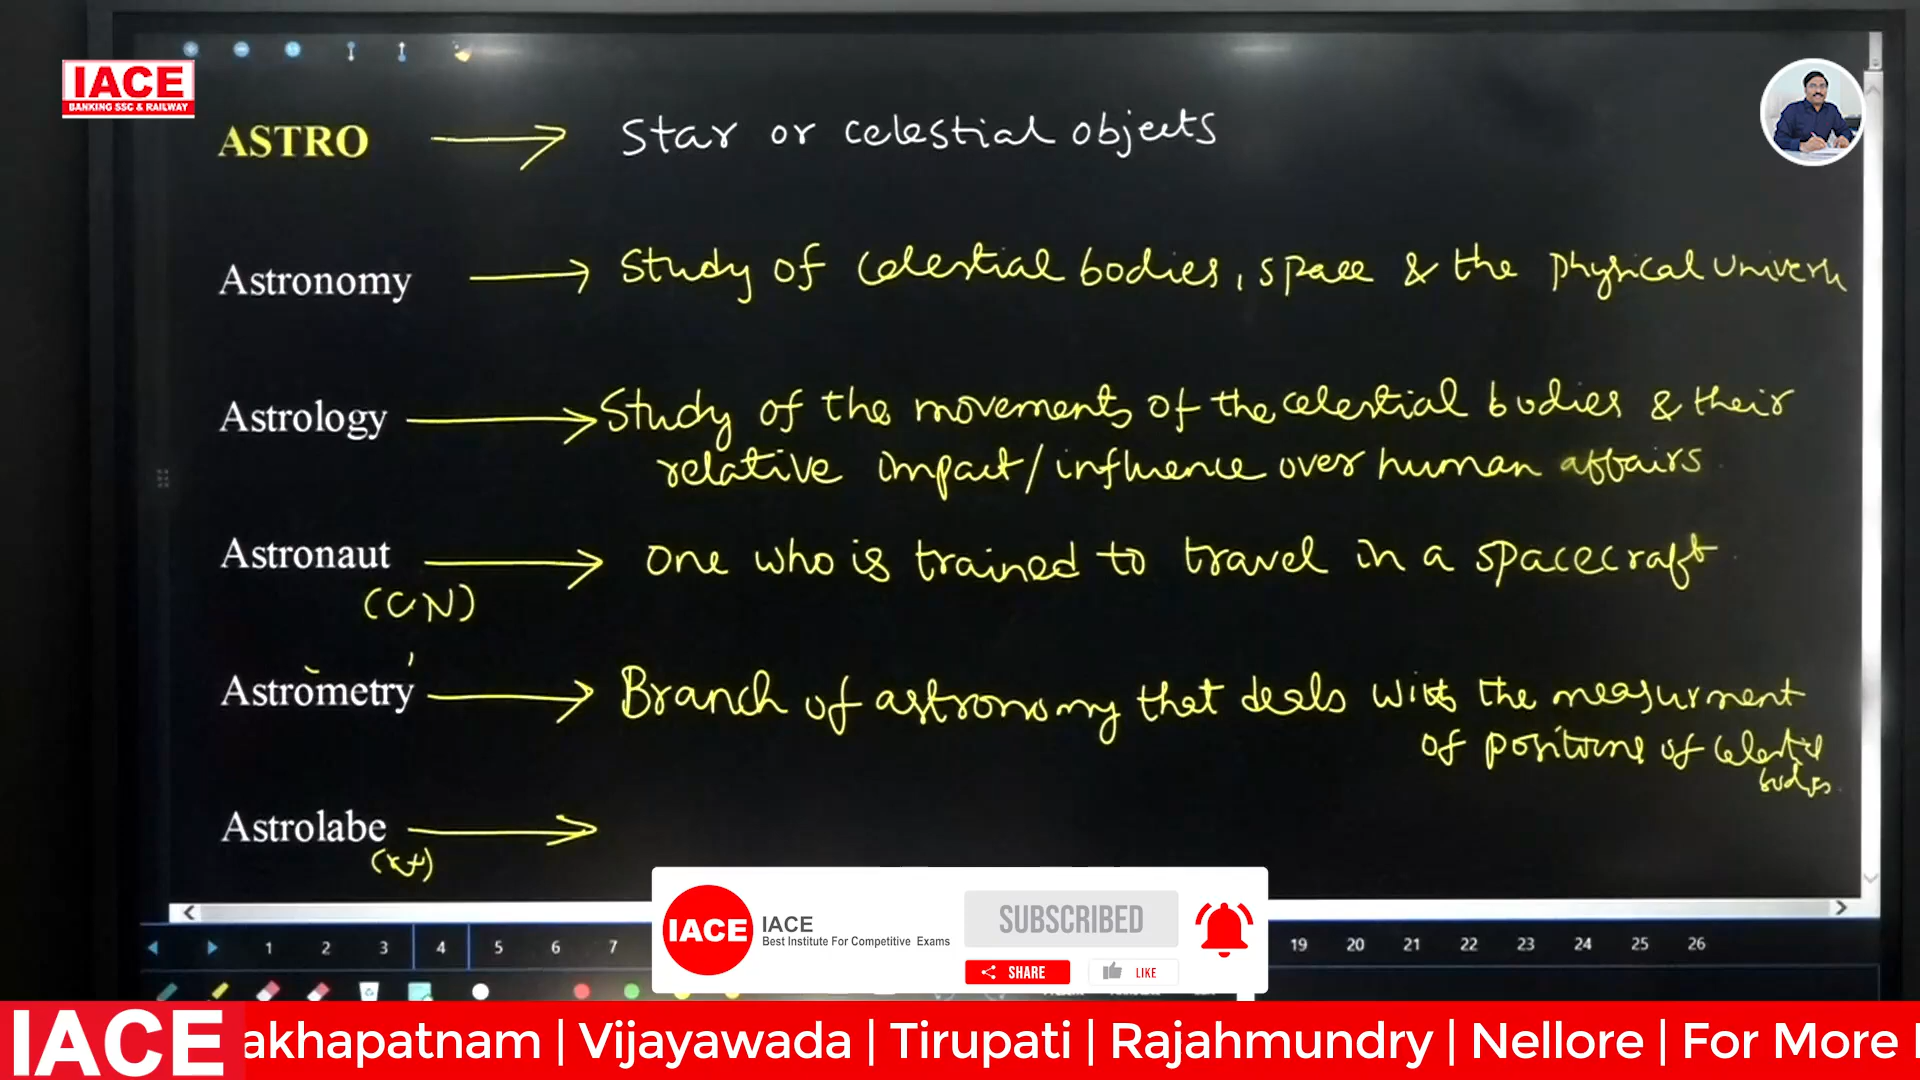 IACE
BANKING SSC & RAILWAY
ASTRO → Star or celestial objects
Astronomy → Study of celestial bodies, space & the physical
Astrology → Study of the movements of the celestial bodies & their
relative impact/influence over human affairs
Astronaut → One who is trained to travel in a spacecraft
(CN)
Astrometry → Branch of astronomy that deals with the measurment
of positions of celestial
bodies
Astrolabe →
IACE
IACE
Best Institute For Competitive Exams
SUBSCRIBED
SHARE
LIKE
1 2 3 4 5 6 7 19 20 21 22 23 24 25 26
IACE akhapatnam | Vijayawada | Tirupati | Rajahmundry | Nellore | For More